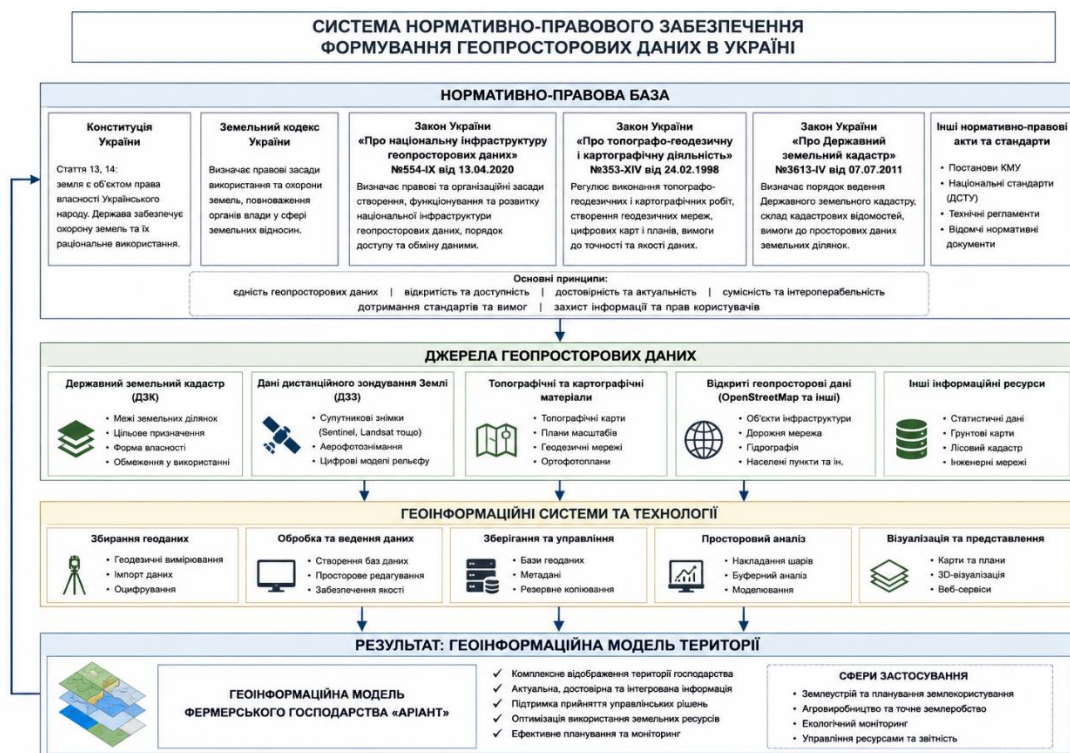 СИСТЕМА НОРМАТИВНО-ПРАВОВОГО ЗАБЕЗПЕЧЕННЯ
ФОРМУВАННЯ ГЕОПРОСТОРОВИХ ДАНИХ В УКРАЇНІ
НОРМАТИВНО-ПРАВОВА БАЗА
Конституція
України
Стаття 13, 14:
земля є об'єктом права
власності Українського
народу. Держава забезпечує
охорону земель та їх
раціональне використання.
Земельний кодекс
України
Визначає правові засади
використання та охорони
земель, повноваження
органів влади у сфері
земельних відносин.
Закон України
«Про національну інфраструктуру
геопросторових даних»
№554-IX від 13.04.2020
Визначає правові та організаційні засади
створення, функціонування та розвитку
національної інфраструктури
геопросторових даних, порядок
доступу та обміну даними.
Закон України
«Про топографо-геодезичну
і картографічну діяльність»
№353-XIV від 24.02.1998
Регулює виконання топографо-
геодезичних і картографічних робіт,
створення геодезичних мереж,
цифрових карт і планів, вимоги
до точності та якості даних.
Закон України
«Про Державний
земельний кадастр»
№3613-IV від 07.07.2011
Визначає порядок ведення
Державного земельного кадастру,
склад кадастрових відомостей,
вимоги до просторових даних
земельних ділянок.
Інші нормативно-правові
акти та стандарти
• Постанови КМУ
• Національні стандарти
(ДСТУ)
• Технічні регламенти
• Відомчі нормативні
документи
Основні принципи:
єдність геопросторових даних | відкритість та доступність | достовірність та актуальність | сумісність та інтероперабельність
дотримання стандартів та вимог | захист інформації та прав користувачів
ДЖЕРЕЛА ГЕОПРОСТОРОВИХ ДАНИХ
Державний земельний кадастр
(ДЗК)
• Межі земельних ділянок
• Цільове призначення
• Форма власності
• Обмеження у використанні
Дані дистанційного зондування Землі
(ДЗЗ)
• Супутникові знімки
(Sentinel, Landsat тощо)
• Аерофотознімання
• Цифрові моделі рельєфу
Топографічні та картографічні
матеріали
• Топографічні карти
• Плани масштабів
• Геодезичні мережі
• Ортофотоплани
Відкриті геопросторові дані
(OpenStreetMap та інші)
• Об'єкти інфраструктури
• Дорожня мережа
• Гідрографія
• Населені пункти та ін.
Інші інформаційні ресурси
• Статистичні дані
• Грунтові карти
• Лісовий кадастр
• Інженерні мережі
ГЕОІНФОРМАЦІЙНІ СИСТЕМИ ТА ТЕХНОЛОГІЇ
Збирання геоданих
• Геодезичні вимірювання
• Імпорт даних
• Оцифрування
Обробка та ведення даних
• Створення баз даних
• Просторове редагування
• Забезпечення якості
Зберігання та управління
• Бази геоданих
• Метадані
• Резервне копіювання
Просторовий аналіз
• Накладання шарів
• Буферний аналіз
• Моделювання
Візуалізація та представлення
• Карти та плани
• 3D-візуалізація
• Веб-сервіси
РЕЗУЛЬТАТ: ГЕОІНФОРМАЦІЙНА МОДЕЛЬ ТЕРИТОРІЇ
ГЕОІНФОРМАЦІЙНА МОДЕЛЬ
ФЕРМЕРСЬКОГО ГОСПОДАРСТВА «АРІАНТ»
✓ Комплексне відображення території господарства
✓ Актуальна, достовірна та інтегрована інформація
✓ Підтримка прийняття управлінських рішень
✓ Оптимізація використання земельних ресурсів
✓ Ефективне планування та моніторинг
СФЕРИ ЗАСТОСУВАННЯ
• Землеустрій та планування землекористування
• Агровиробництво та точне землеробство
• Екологічний моніторинг
• Управління ресурсами та звітність